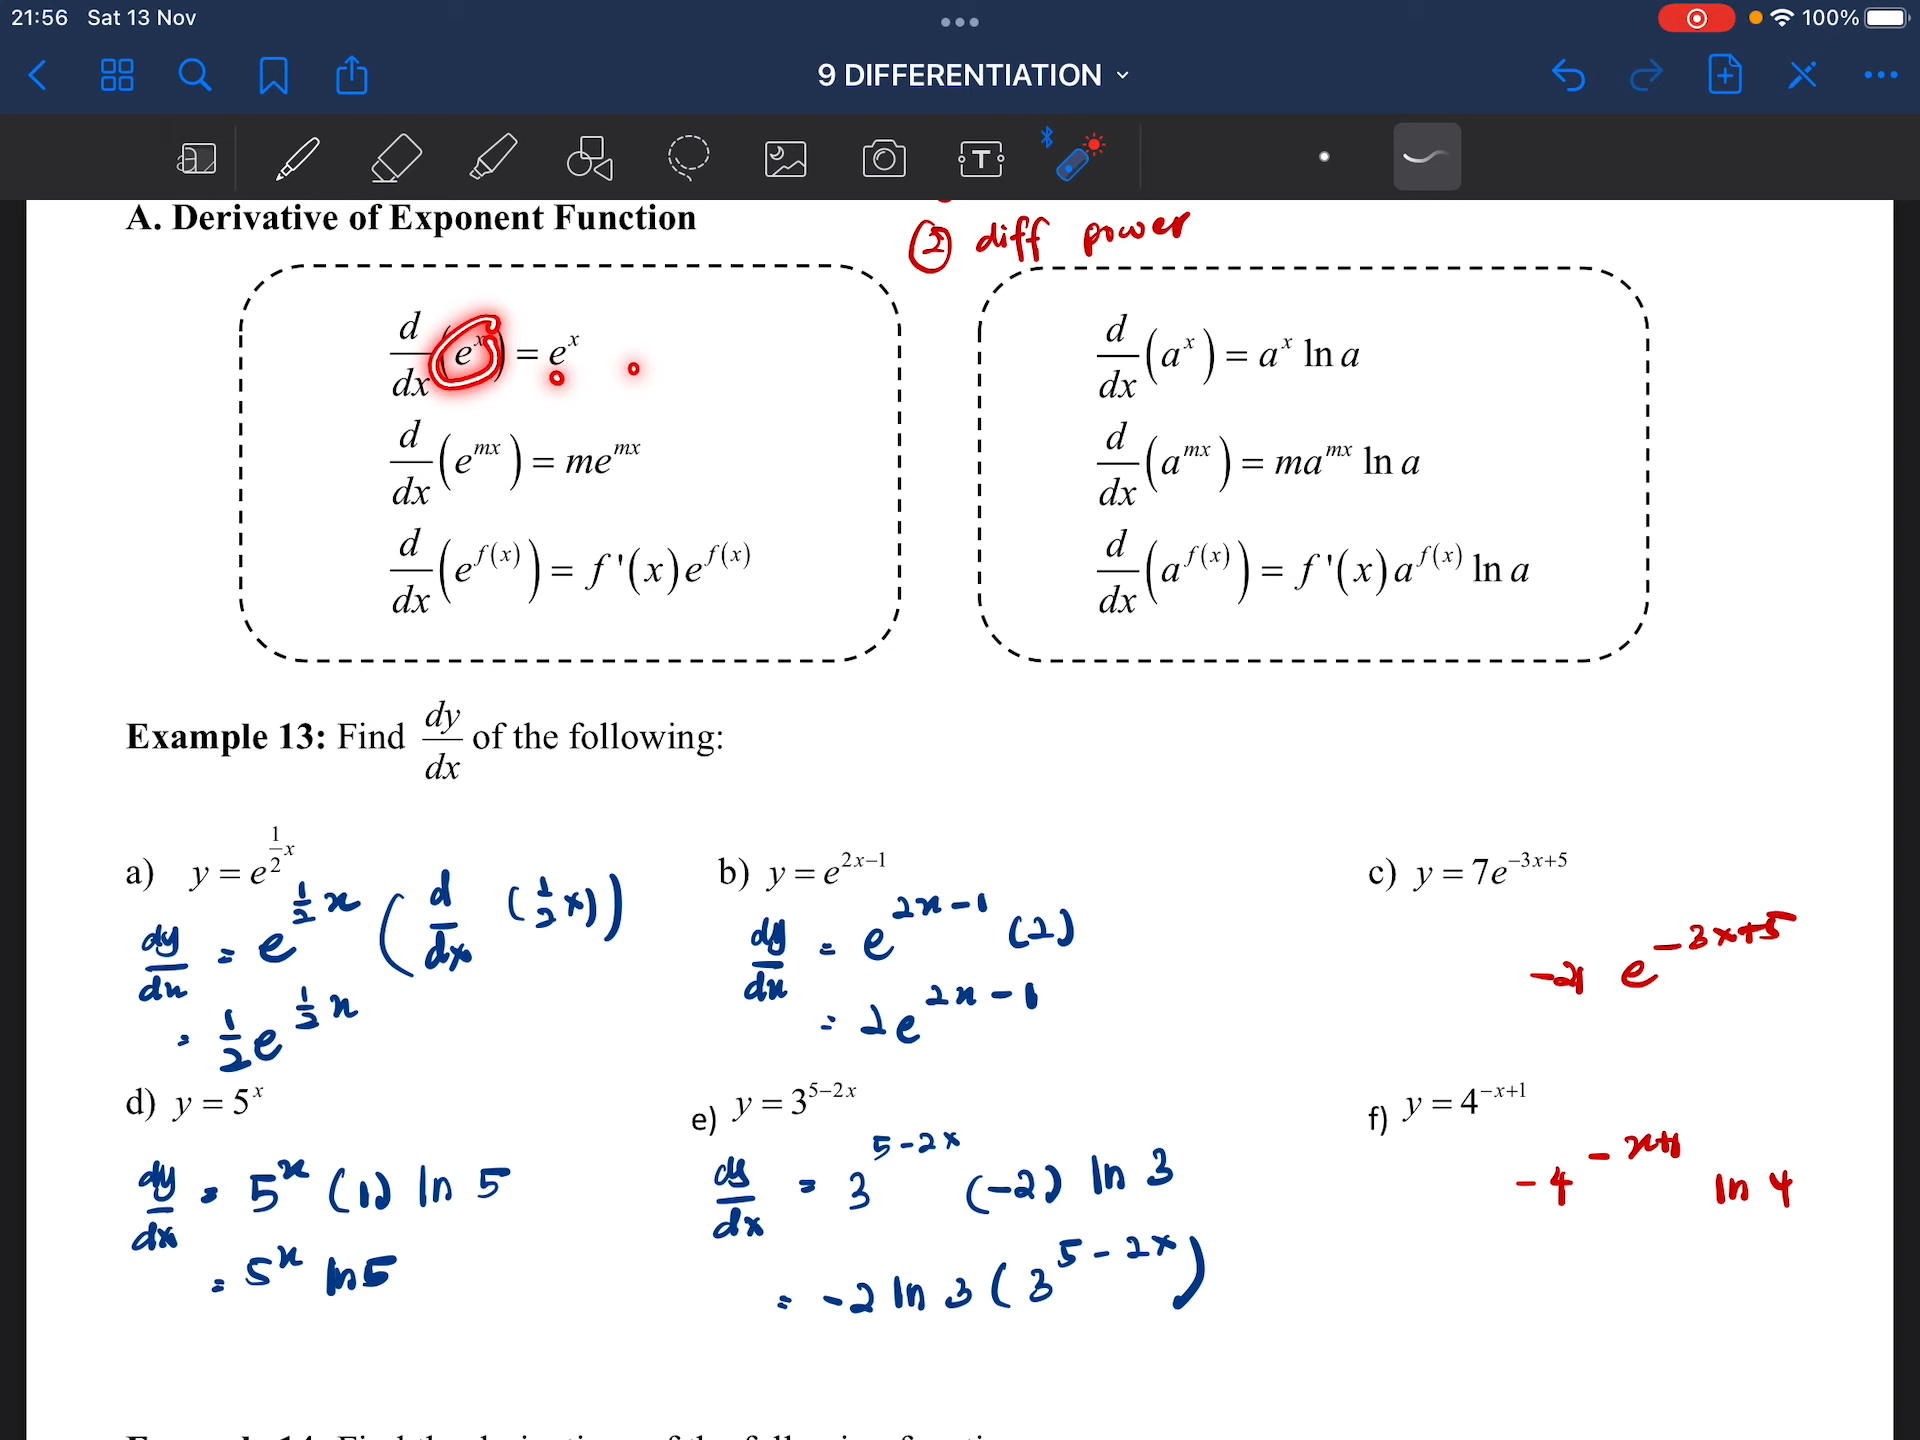 21:56 Sat 13 Nov 100%
9 DIFFERENTIATION
A. Derivative of Exponent Function
② diff power
d/dx (e^x) = e^x
d/dx (e^{mx}) = me^{mx}
d/dx (e^{f(x)}) = f'(x)e^{f(x)}
d/dx (a^x) = a^x ln a
d/dx (a^{mx}) = ma^{mx} ln a
d/dx (a^{f(x)}) = f'(x)a^{f(x)} ln a
Example 13: Find dy/dx of the following:
a) y = e^{1/2 x}
dy/dx = e^{1/2 x} (d/dx (1/2 x))
= 1/2 e^{1/2 x}
b) y = e^{2x−1}
dy/dx = e^{2x−1} (2)
= 2e^{2x−1}
c) y = 7e^{−3x+5}
−21 e^{−3x+5}
d) y = 5^x
dy/dx = 5^x (1) ln 5
= 5^x ln 5
e) y = 3^{5−2x}
dy/dx = 3^{5−2x} (−2) ln 3
= −2 ln 3 (3^{5−2x})
f) y = 4^{−x+1}
−4^{−x+1} ln 4